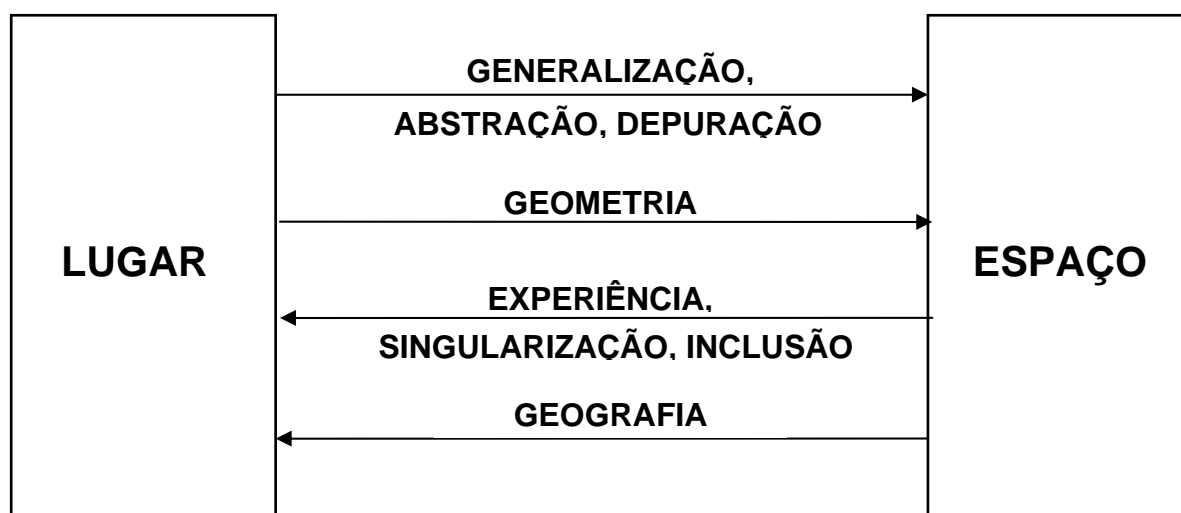 GENERALIZAÇÃO,
ABSTRAÇÃO, DEPURAÇÃO
GEOMETRIA
LUGAR
ESPAÇO
EXPERIÊNCIA,
SINGULARIZAÇÃO, INCLUSÃO
GEOGRAFIA